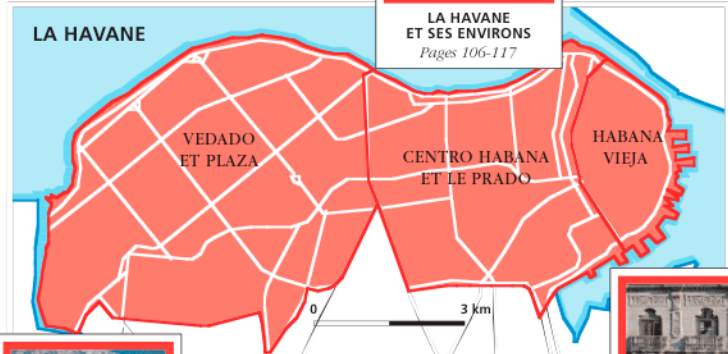 LA HAVANE
LA HAVANE
ET SES ENVIRONS
Pages 106-117
VEDADO
ET PLAZA
CENTRO HABANA
ET LE PRADO
HABANA
VIEJA
0
3 km